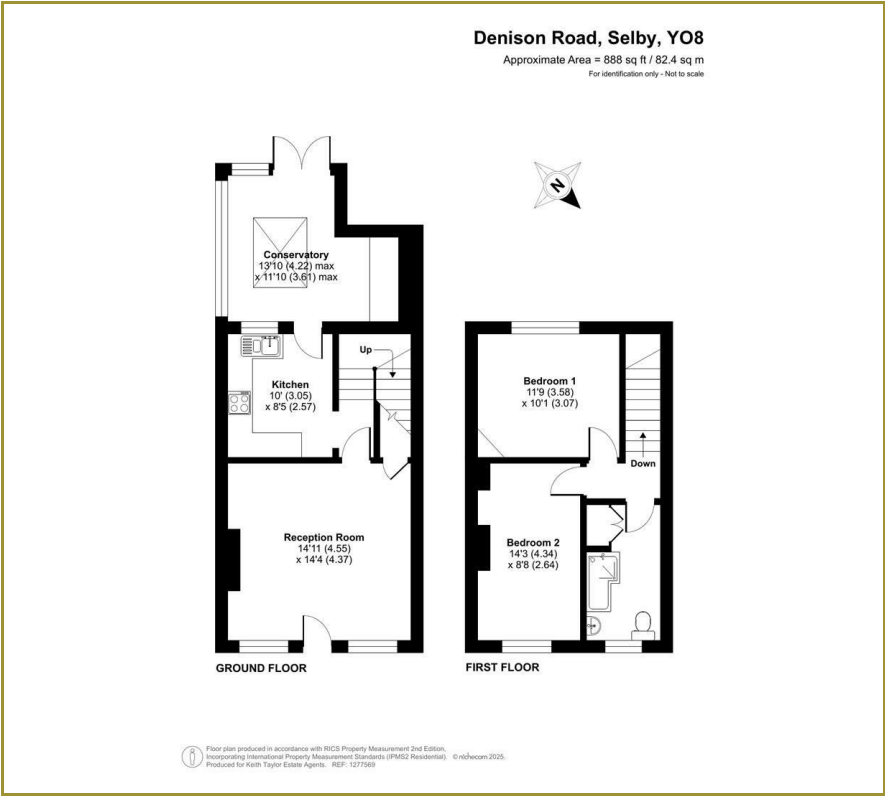 Denison Road, Selby, YO8
Approximate Area = 888 sq ft / 82.4 sq m
For identification only - Not to scale
N
Conservatory
13'10 (4.22) max
x 11'10 (3.61) max
Up
Kitchen
10' (3.05)
x 8'5 (2.57)
Reception Room
14'11 (4.55)
x 14'4 (4.37)
GROUND FLOOR
Bedroom 1
11'9 (3.58)
x 10'1 (3.07)
Down
Bedroom 2
14'3 (4.34)
x 8'8 (2.64)
FIRST FLOOR
Floor plan produced in accordance with RICS Property Measurement 2nd Edition,
Incorporating International Property Measurement Standards (IPMS2 Residential). © nichecom 2025.
Produced for Keith Taylor Estate Agents. REF: 1277569